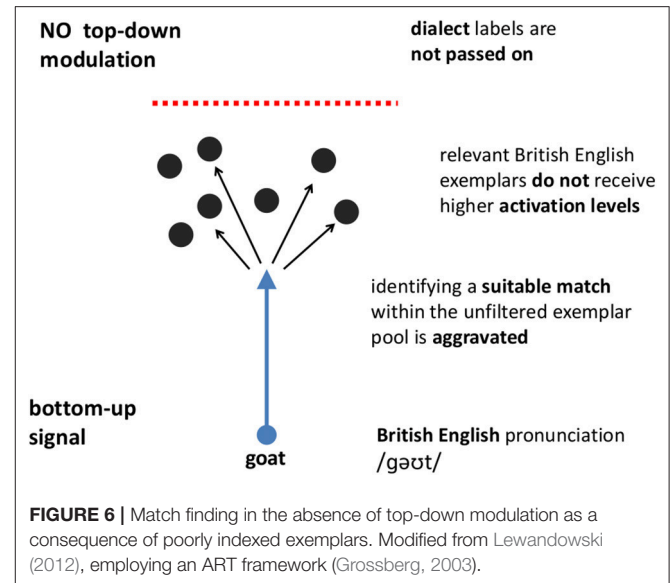 NO top-down
modulation
dialect labels are
not passed on
relevant British English
exemplars do not receive
higher activation levels
identifying a suitable match
within the unfiltered exemplar
pool is aggravated
bottom-up
signal
goat
British English pronunciation
/ɡəʊt/
FIGURE 6 | Match finding in the absence of top-down modulation as a
consequence of poorly indexed exemplars. Modified from Lewandowski
(2012), employing an ART framework (Grossberg, 2003).